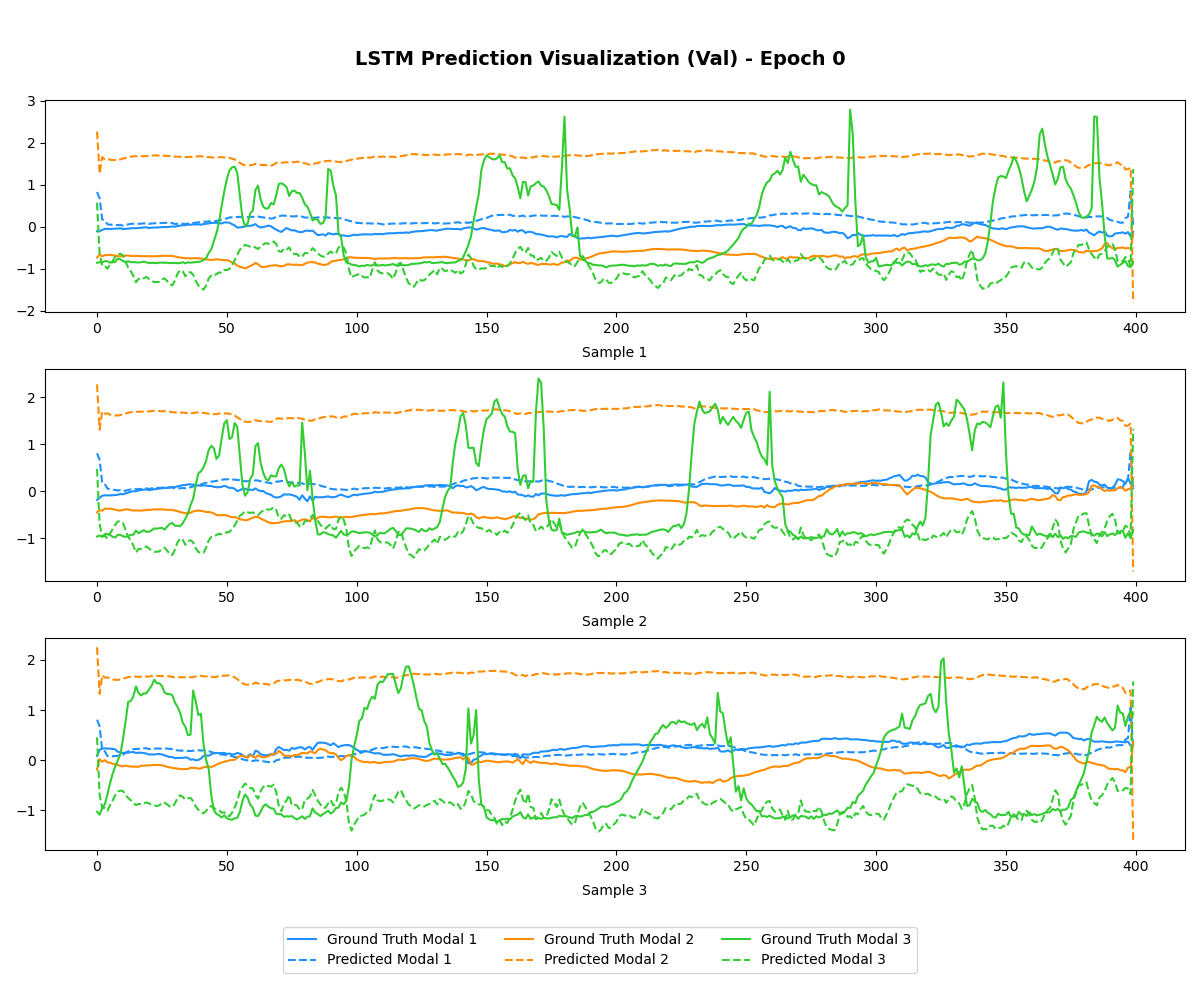 LSTM Prediction Visualization (Val) - Epoch 0
3
2
1
0
−1
−2
0 50 100 150 200 250 300 350 400
Sample 1
2
1
0
−1
0 50 100 150 200 250 300 350 400
Sample 2
2
1
0
−1
0 50 100 150 200 250 300 350 400
Sample 3
Ground Truth Modal 1 Ground Truth Modal 2 Ground Truth Modal 3
Predicted Modal 1 Predicted Modal 2 Predicted Modal 3